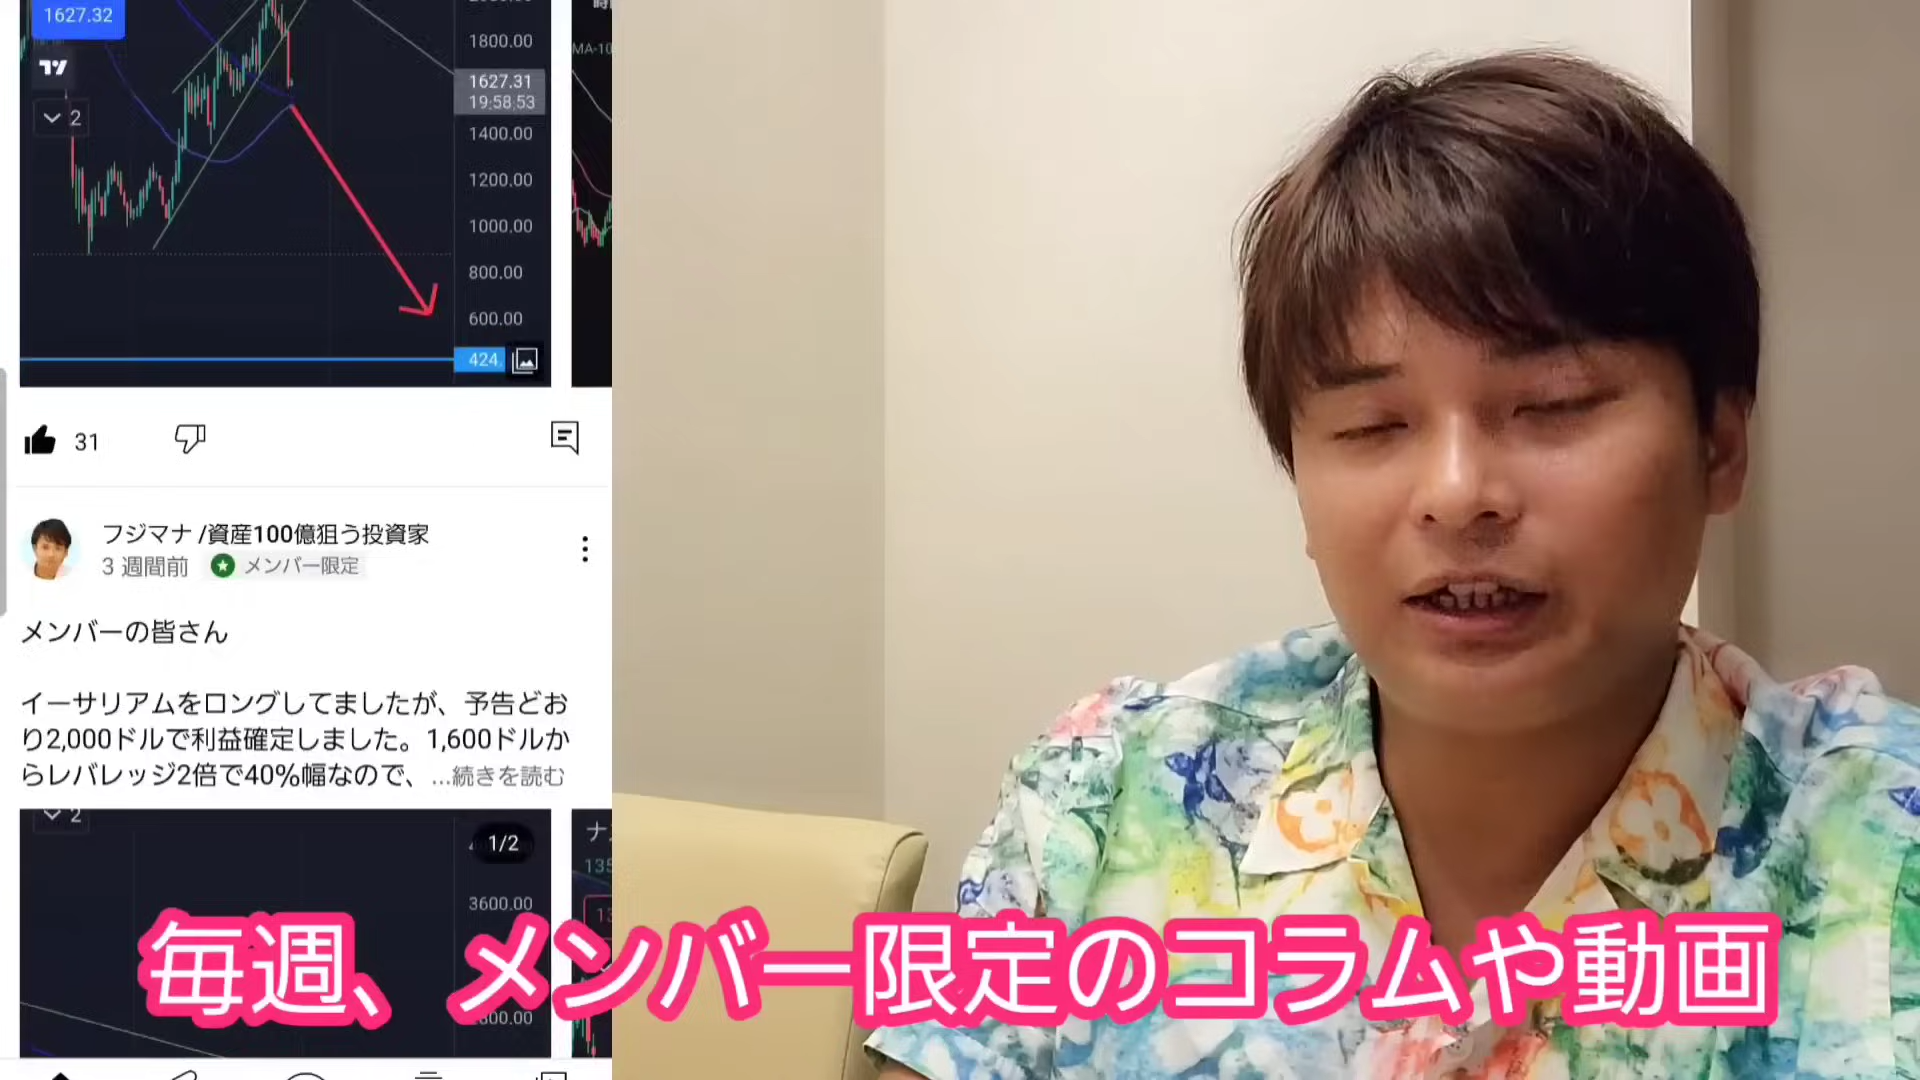 1627.32
1800.00
1627.31
19:58:53
2
1400.00
1200.00
1000.00
800.00
600.00
424
MA-10
31
フジマナ /資産100億狙う投資家
3 週間前 メンバー限定
メンバーの皆さん
イーサリアムをロングしてましたが、予告どお
り2,000ドルで利益確定しました。1,600ドルか
らレバレッジ2倍で40%幅なので、 ...続きを読む
2
1/2
3600.00
毎週、メンバー限定のコラムや動画